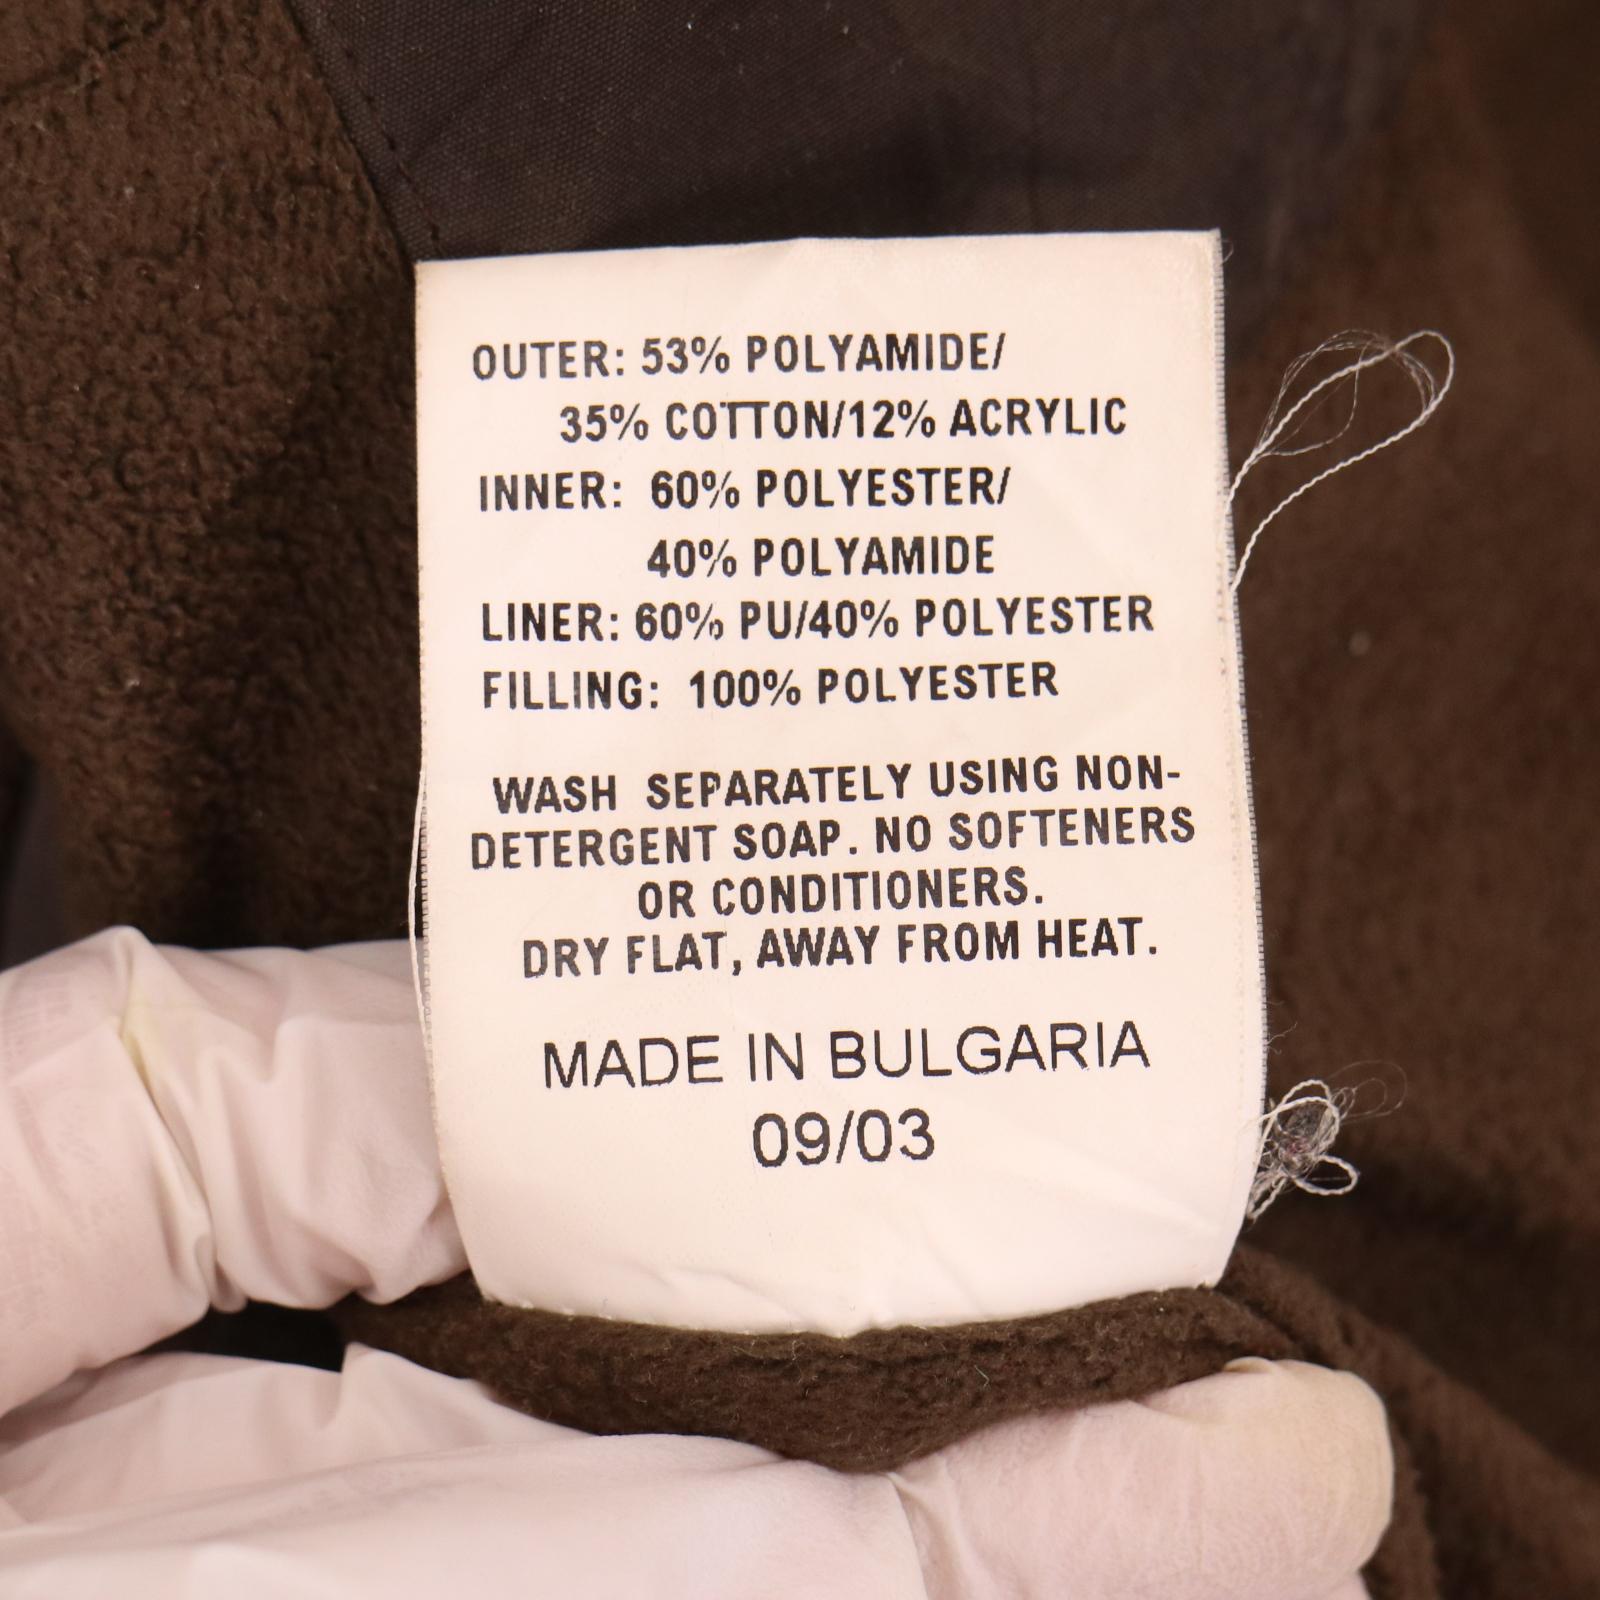 OUTER: 53% POLYAMIDE/
35% COTTON/12% ACRYLIC
INNER: 60% POLYESTER/
40% POLYAMIDE
LINER: 60% PU/40% POLYESTER
FILLING: 100% POLYESTER
WASH SEPARATELY USING NON-
DETERGENT SOAP. NO SOFTENERS
OR CONDITIONERS.
DRY FLAT, AWAY FROM HEAT.
MADE IN BULGARIA
09/03